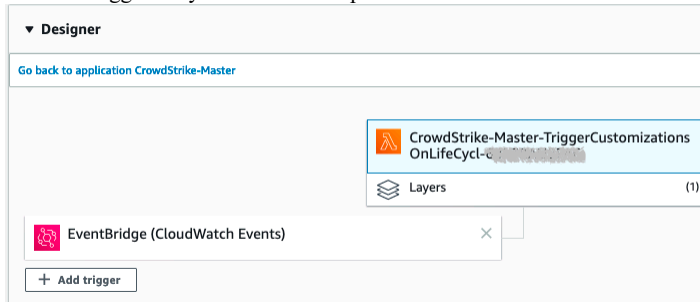 Designer
Go back to application CrowdStrike-Master
CrowdStrike-Master-TriggerCustomizations
OnLifeCycl-
Layers
(1)
EventBridge (CloudWatch Events)
+ Add trigger